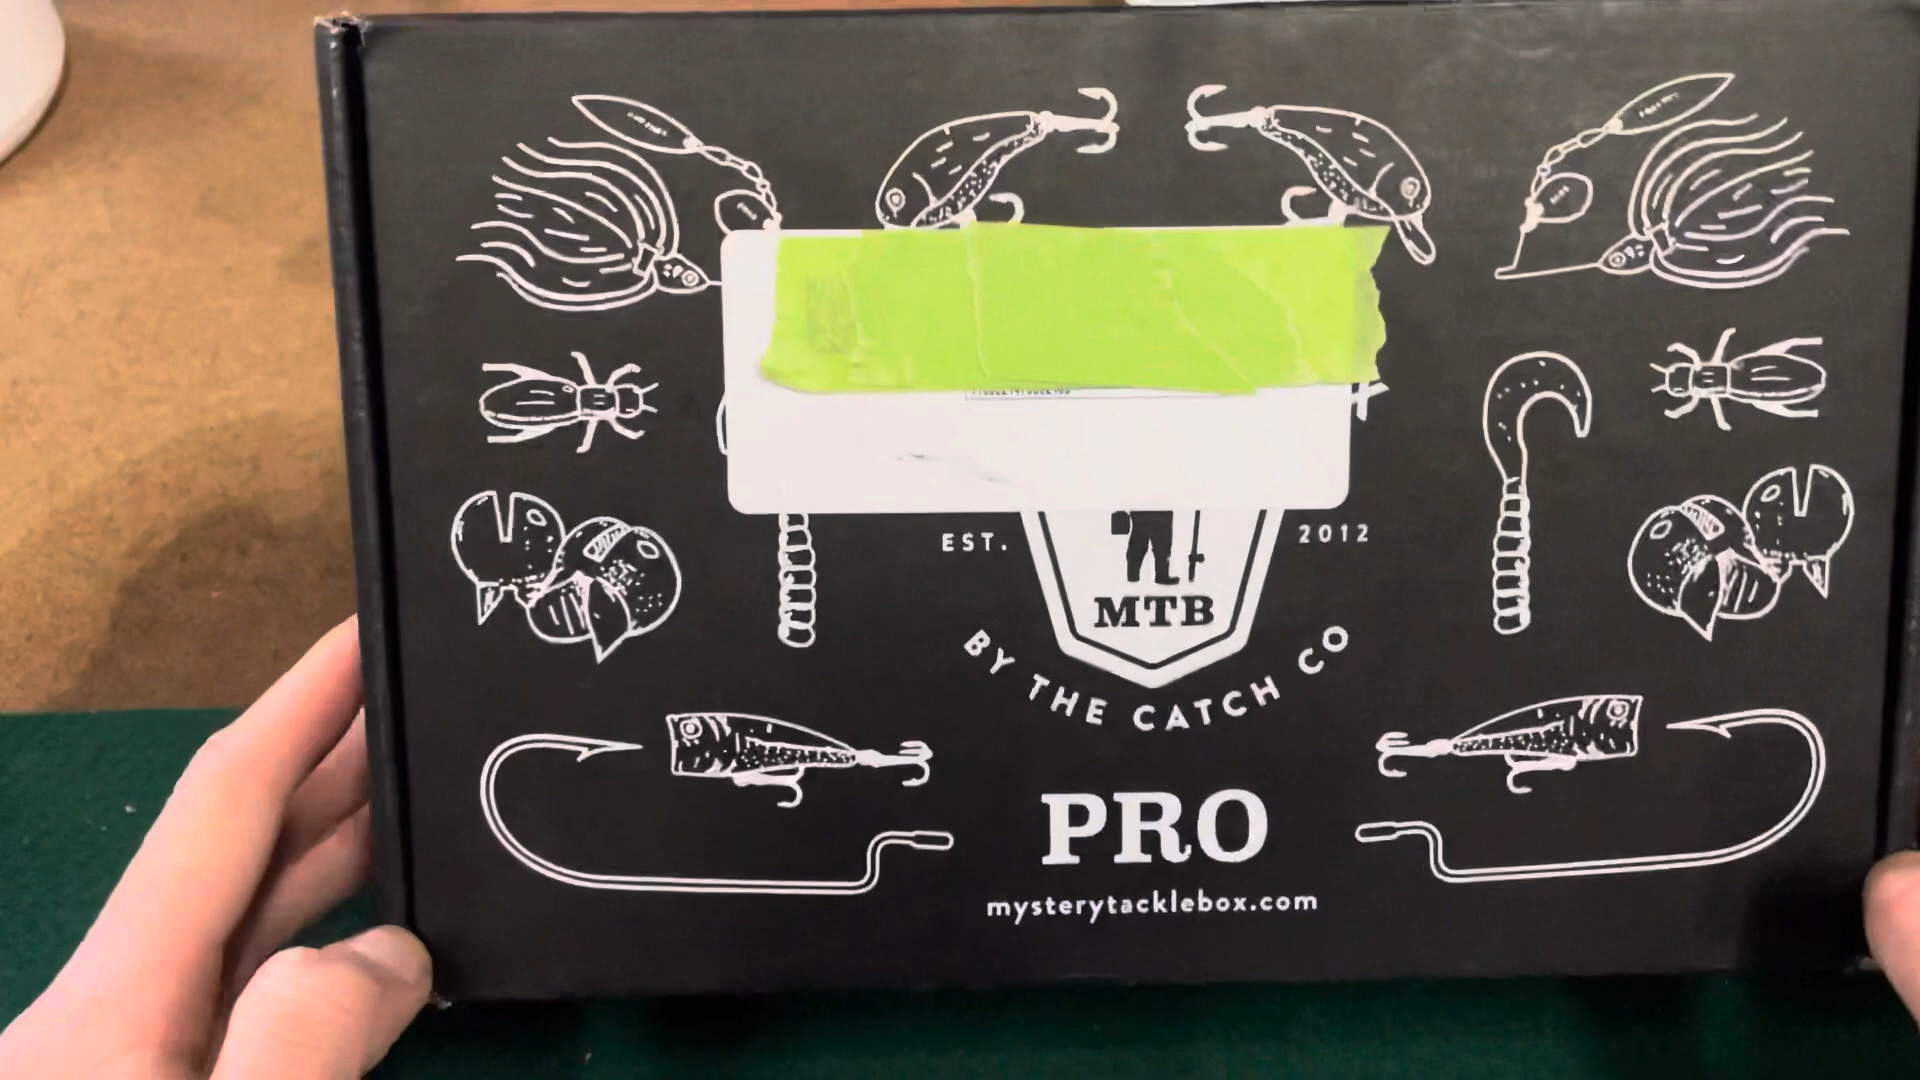 EST. 2012
MTB
BY THE CATCH CO
PRO
mysterytacklebox.com